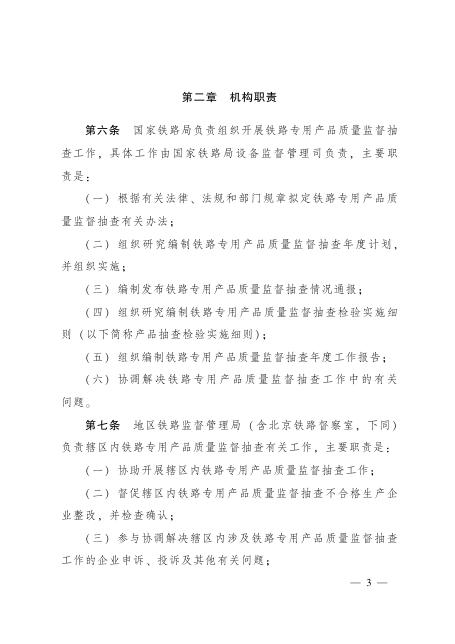 第二章　机构职责
第六条　国家铁路局负责组织开展铁路专用产品质量监督抽
查工作，具体工作由国家铁路局设备监督管理司负责，主要职
责是：
（一）根据有关法律、法规和部门规章拟定铁路专用产品质
量监督抽查有关办法；
（二）组织研究编制铁路专用产品质量监督抽查年度计划，
并组织实施；
（三）编制发布铁路专用产品质量监督抽查情况通报；
（四）组织研究编制铁路专用产品质量监督抽查检验实施细
则（以下简称产品抽查检验实施细则）；
（五）组织编制铁路专用产品质量监督抽查年度工作报告；
（六）协调解决铁路专用产品质量监督抽查工作中的有关
问题。
第七条　地区铁路监督管理局（含北京铁路督察室，下同）
负责辖区内铁路专用产品质量监督抽查有关工作，主要职责是：
（一）协助开展辖区内铁路专用产品质量监督抽查工作；
（二）督促辖区内铁路专用产品质量监督抽查不合格生产企
业整改，并检查确认；
（三）参与协调解决辖区内涉及铁路专用产品质量监督抽查
工作的企业申诉、投诉及其他有关问题；
— 3 —